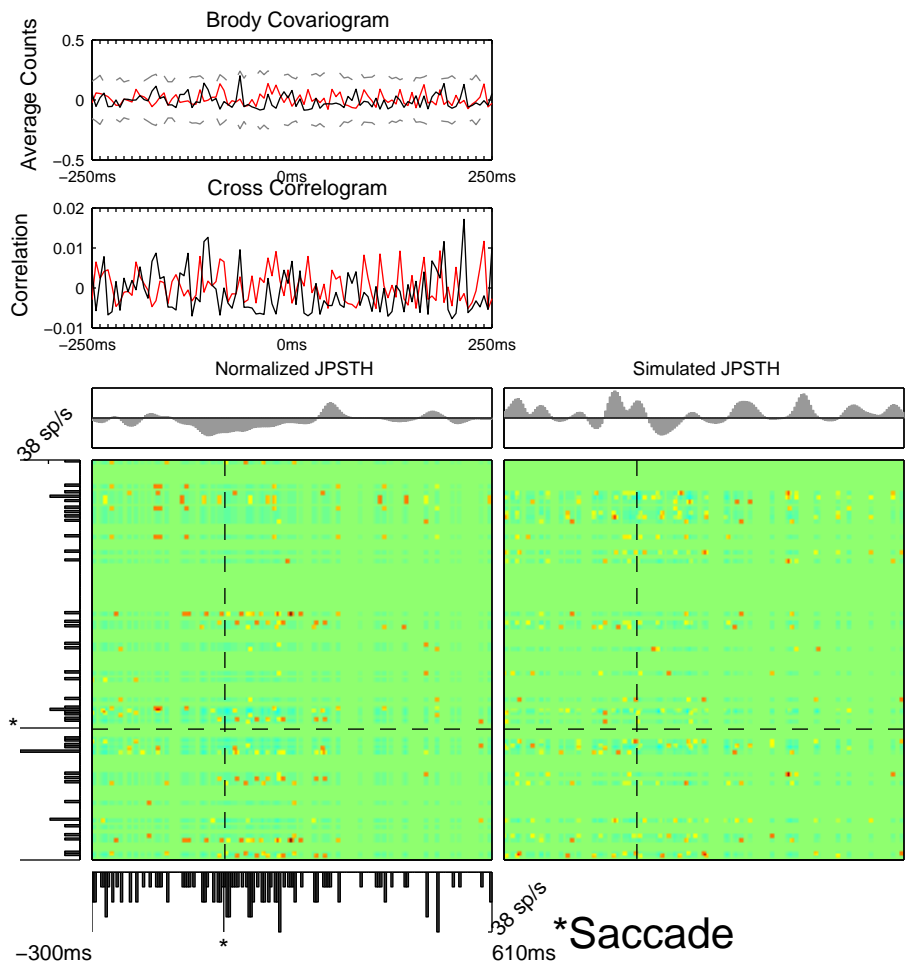 Brody Covariogram
0.5
0
−0.5
Average Counts
−250ms
0ms
250ms
Cross Correlogram
0.02
0.01
0
−0.01
Correlation
−250ms
0ms
250ms
Normalized JPSTH
Simulated JPSTH
38 sp/s
*
*
38 sp/s
−300ms
610ms
*Saccade